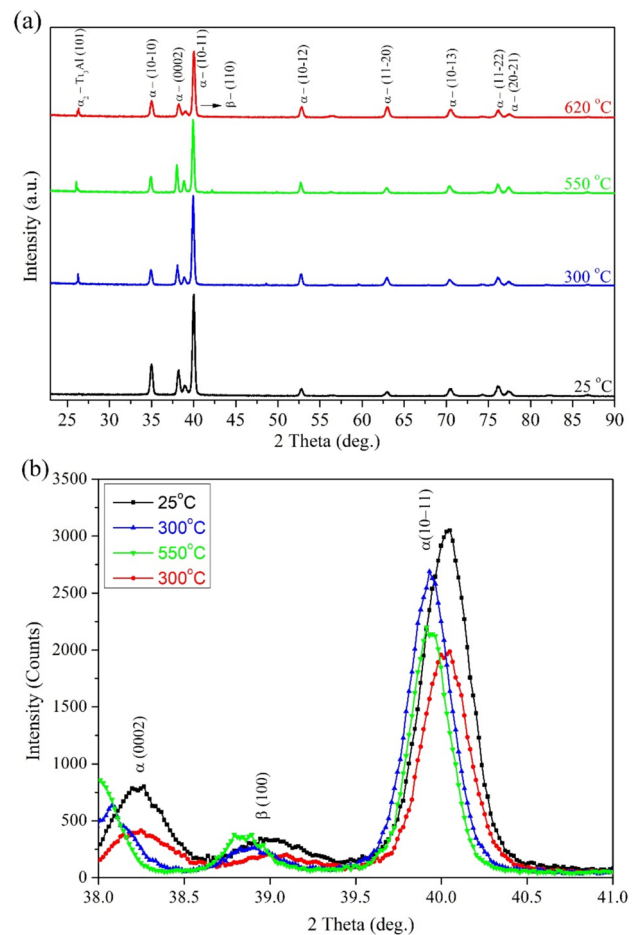 (a)
α₂ – Ti₃Al (101)
α – (10-10)
α – (0002)
α – (10-11)
β – (110)
α – (10-12)
α – (11-20)
α – (10-13)
α – (11-22)
α – (20-21)
620 °C
550 °C
300 °C
25 °C
Intensity (a.u.)
25 30 35 40 45 50 55 60 65 70 75 80 85 90
2 Theta (deg.)
(b)
3500
3000
2500
2000
1500
1000
500
0
25°C
300°C
550°C
300°C
α(10−11)
α (0002)
β (100)
Intensity (Counts)
38.0 38.5 39.0 39.5 40.0 40.5 41.0
2 Theta (deg.)